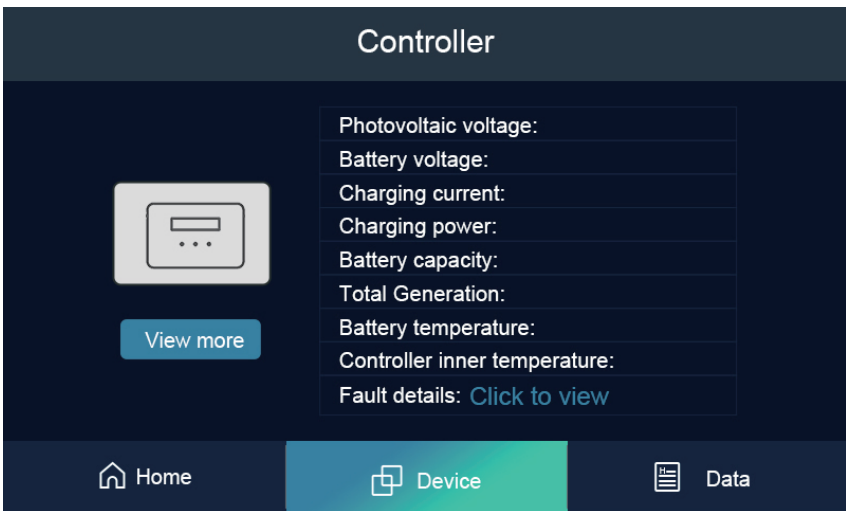 Controller
Photovoltaic voltage:
Battery voltage:
Charging current:
Charging power:
Battery capacity:
Total Generation:
Battery temperature:
Controller inner temperature:
Fault details: Click to view
View more
Home
Device
Data